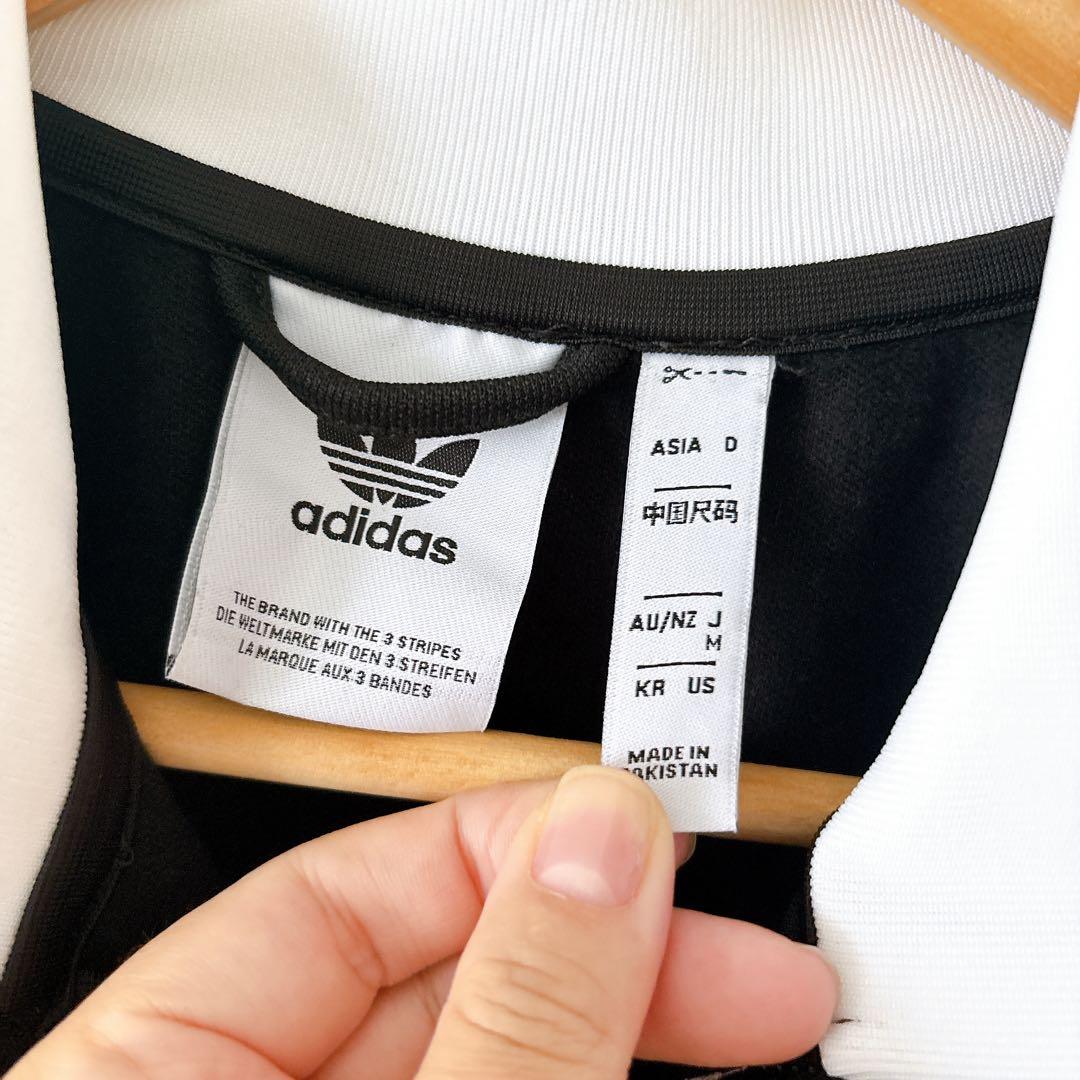 adidas
THE BRAND WITH THE 3 STRIPES
DIE WELTMARKE MIT DEN 3 STREIFEN
LA MARQUE AUX 3 BANDES
ASIA D
中国尺码
AU/NZ J
M
KR US
MADE IN
PAKISTAN